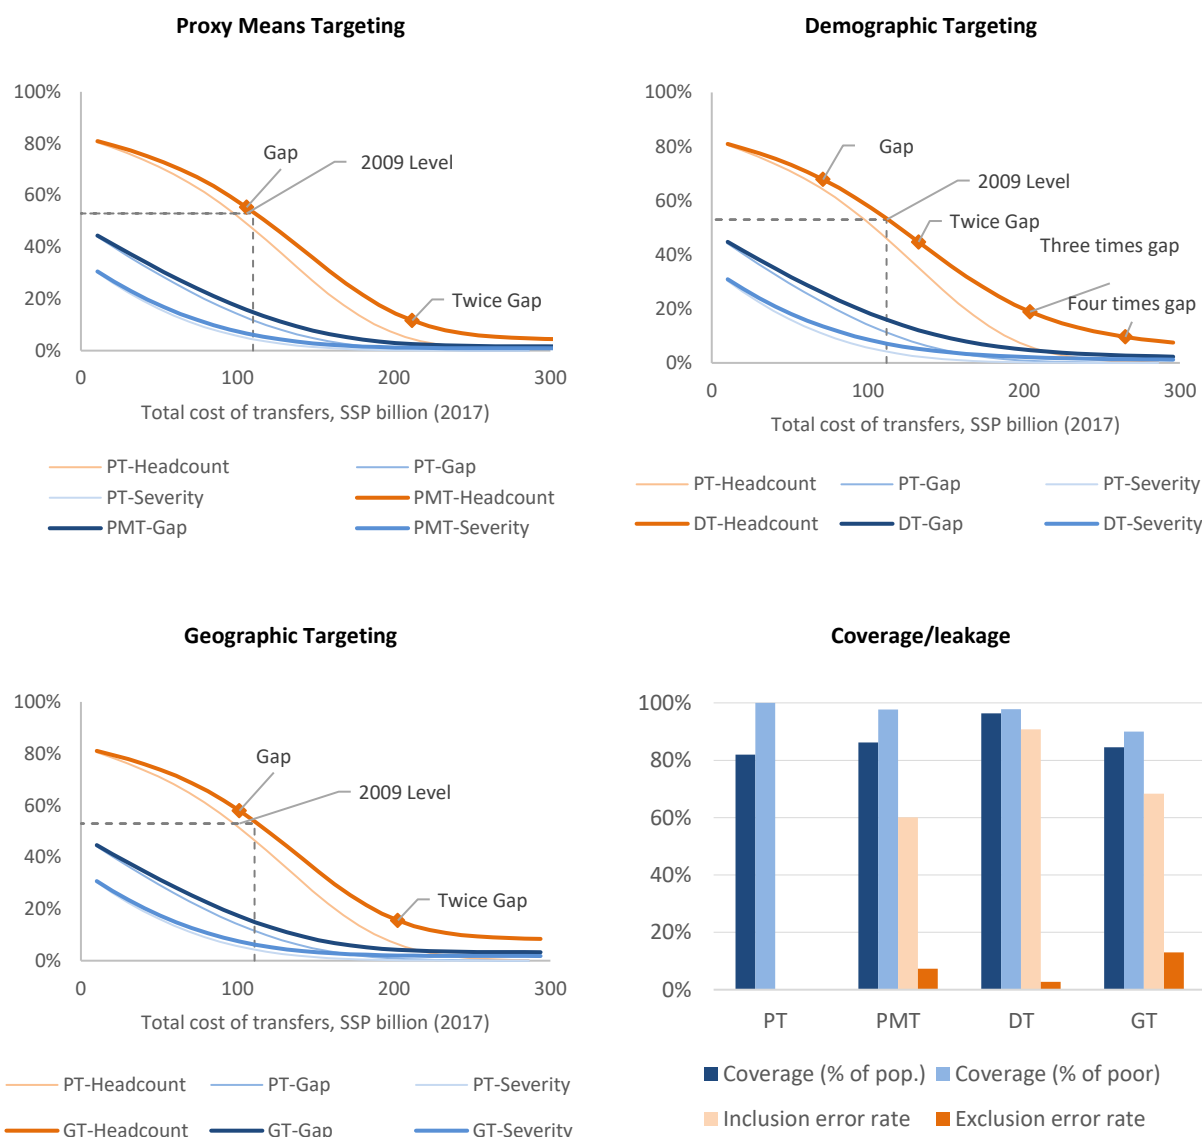 Proxy Means Targeting
100%
80%
60%
40%
20%
0%
Gap
2009 Level
Twice Gap
0 100 200 300
Total cost of transfers, SSP billion (2017)
PT-Headcount PT-Gap
PT-Severity PMT-Headcount
PMT-Gap PMT-Severity
Demographic Targeting
100%
80%
60%
40%
20%
0%
Gap
2009 Level
Twice Gap
Three times gap
Four times gap
0 100 200 300
Total cost of transfers, SSP billion (2017)
PT-Headcount PT-Gap PT-Severity
DT-Headcount DT-Gap DT-Severity
Geographic Targeting
100%
80%
60%
40%
20%
0%
Gap
2009 Level
Twice Gap
0 100 200 300
Total cost of transfers, SSP billion (2017)
PT-Headcount PT-Gap PT-Severity
GT-Headcount GT-Gap GT-Severity
Coverage/leakage
100%
80%
60%
40%
20%
0%
PT PMT DT GT
Coverage (% of pop.) Coverage (% of poor)
Inclusion error rate Exclusion error rate